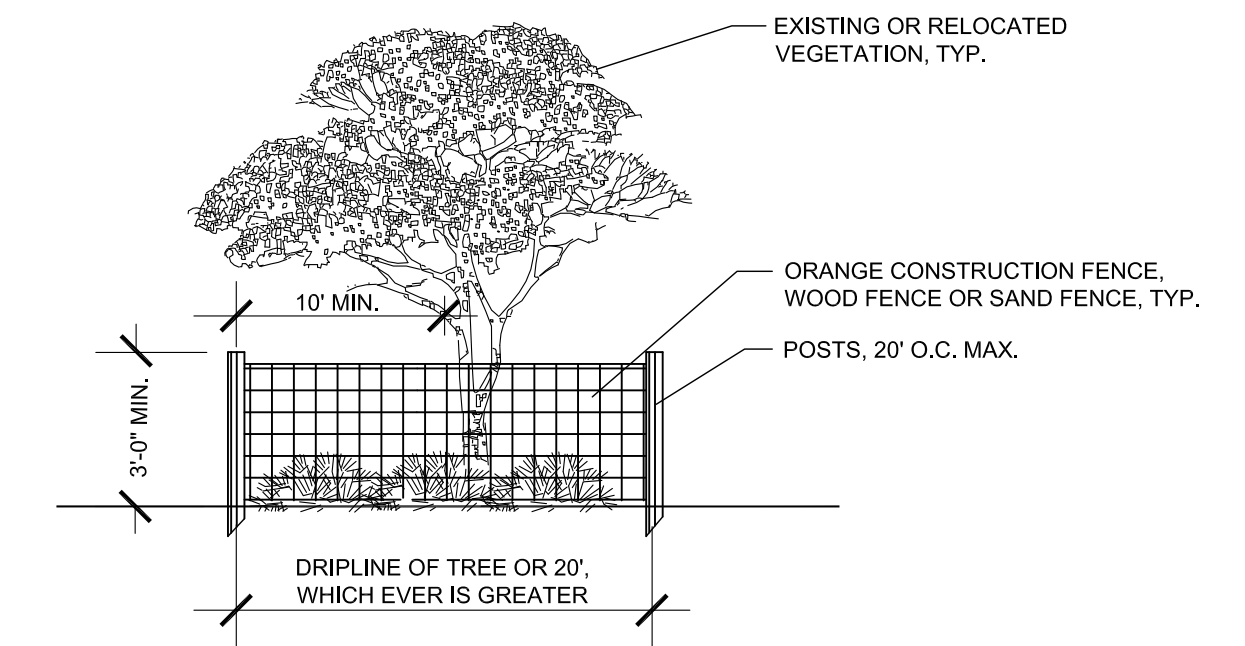 EXISTING OR RELOCATED
VEGETATION, TYP.
ORANGE CONSTRUCTION FENCE,
WOOD FENCE OR SAND FENCE, TYP.
10' MIN.
POSTS, 20' O.C. MAX.
3'-0" MIN.
DRIPLINE OF TREE OR 20',
WHICH EVER IS GREATER